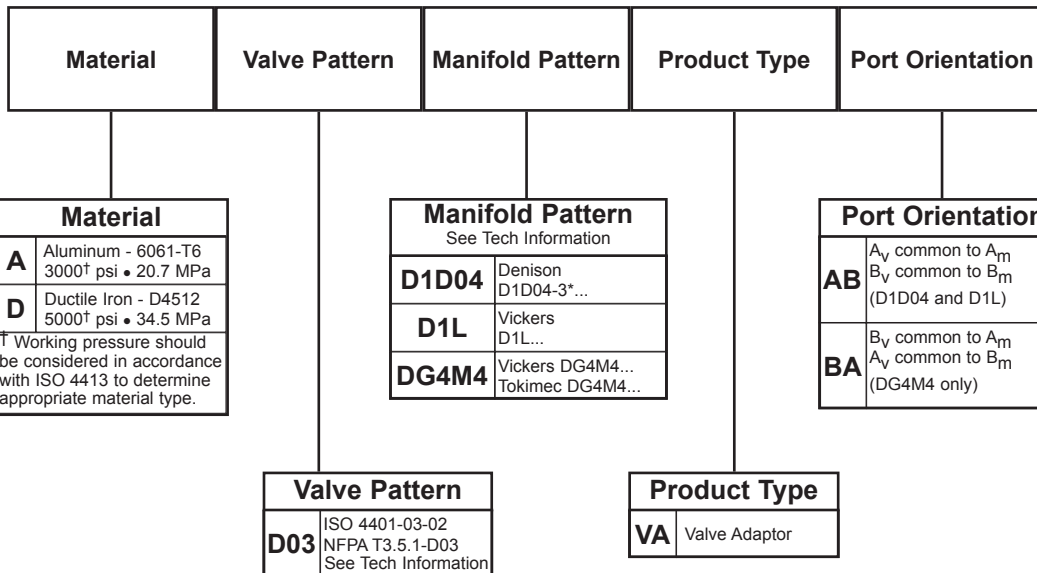 Material
Valve Pattern
Manifold Pattern
Product Type
Port Orientation
Material
A
Aluminum - 6061-T6
3000† psi • 20.7 MPa
D
Ductile Iron - D4512
5000† psi • 34.5 MPa
† Working pressure should
be considered in accordance
with ISO 4413 to determine
appropriate material type.
Manifold Pattern
See Tech Information
D1D04
Denison
D1D04-3*...
D1L
Vickers
D1L...
DG4M4
Vickers DG4M4...
Tokimec DG4M4...
Port Orientation
AB
Av common to Am
Bv common to Bm
(D1D04 and D1L)
BA
Bv common to Am
Av common to Bm
(DG4M4 only)
Valve Pattern
D03
ISO 4401-03-02
NFPA T3.5.1-D03
See Tech Information
Product Type
VA
Valve Adaptor